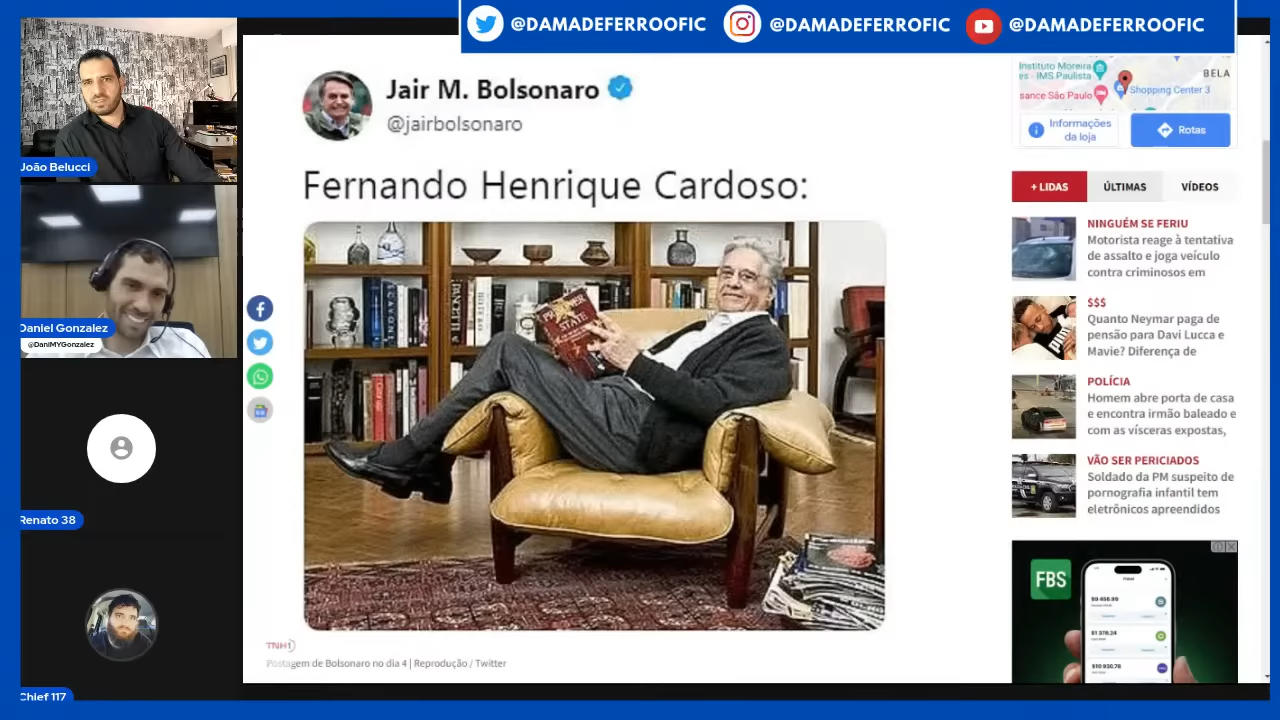 @DAMADEFERROOFIC @DAMADEFERROFIC @DAMADEFERROOFIC
João Belucci
Daniel Gonzalez
@DaniMYGonzalez
Renato 38
Chief 117
Jair M. Bolsonaro
@jairbolsonaro
Fernando Henrique Cardoso:
STATE
TNH1
Postagem de Bolsonaro no dia 4 | Reprodução / Twitter
Instituto Moreira
es - IMS Paulista
BELA
sance São Paulo
Shopping Center 3
Informações
da loja
Rotas
+ LIDAS ÚLTIMAS VÍDEOS
NINGUÉM SE FERIU
Motorista reage à tentativa
de assalto e joga veículo
contra criminosos em
$$$
Quanto Neymar paga de
pensão para Davi Lucca e
Mavie? Diferença de
POLÍCIA
Homem abre porta de casa
e encontra irmão baleado e
com as vísceras expostas,
VÃO SER PERICIADOS
Soldado da PM suspeito de
pornografia infantil tem
eletrônicos apreendidos
FBS